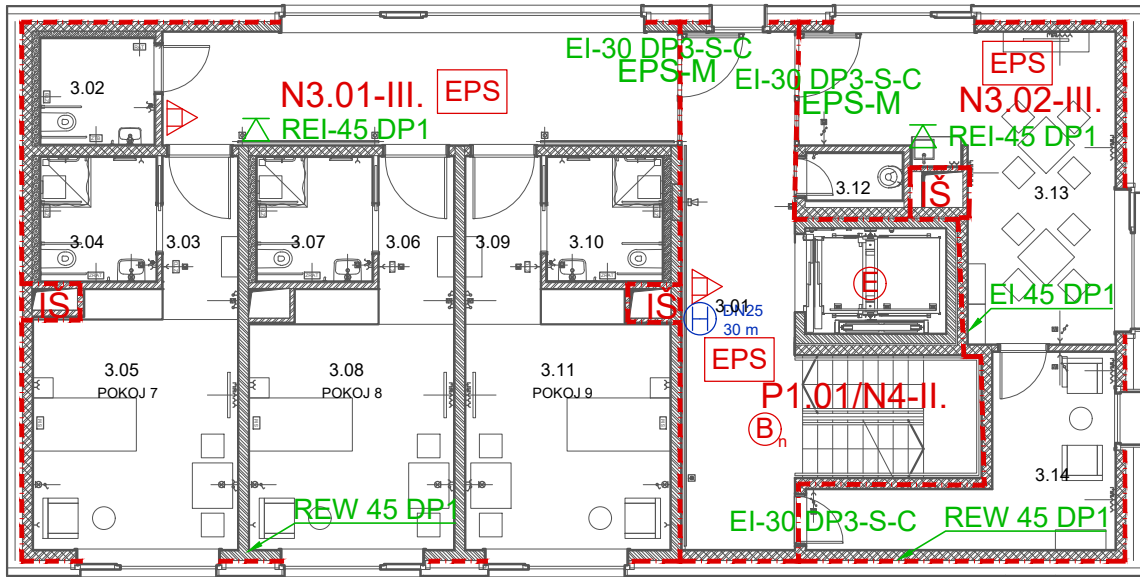 EI-30 DP3-S-C
EPS-M
EPS
N3.01-III.
REI-45 DP1
3.02
EI-30 DP3-S-C
EPS-M
EPS
N3.02-III.
REI-45 DP1
3.12
IŠ
3.13
3.04
3.03
3.07
3.06
3.09
3.10
IŠ
IŠ
E
3.01
H
DN25
30 m
EI 45 DP1
EPS
P1.01/N4-II.
Bn
3.05
POKOJ 7
3.08
POKOJ 8
3.11
POKOJ 9
3.14
REW 45 DP1
EI-30 DP3-S-C
REW 45 DP1